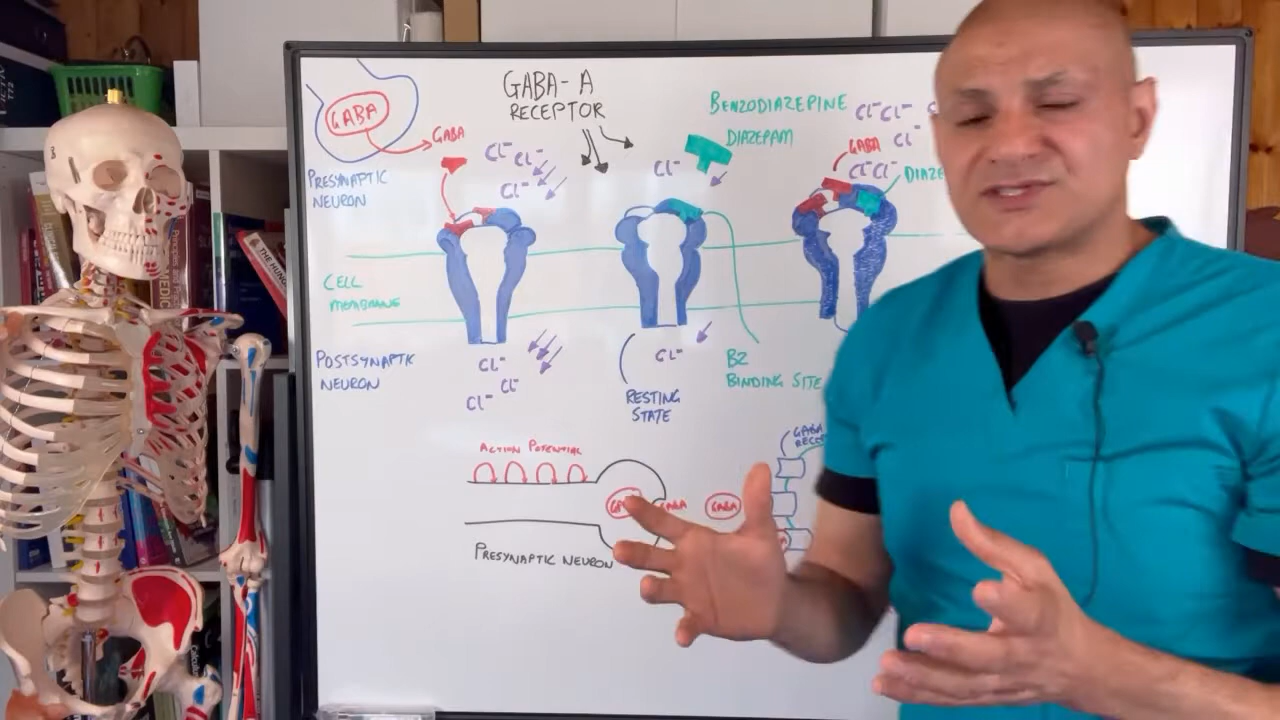 GABA
GABA
PRESYNAPTIC
NEURON
GABA-A
RECEPTOR
Cl⁻ Cl⁻
Cl⁻
BENZODIAZEPINE
DIAZEPAM
Cl⁻
Cl⁻ Cl⁻
Cl⁻
GABA
Cl⁻ Cl⁻
CELL
MEMBRANE
POSTSYNAPTIC
NEURON
Cl⁻
Cl⁻
Cl⁻
Cl⁻
RESTING
STATE
BZ
BINDING SITE
ACTION POTENTIAL
GABA
PRESYNAPTIC NEURON
GABA